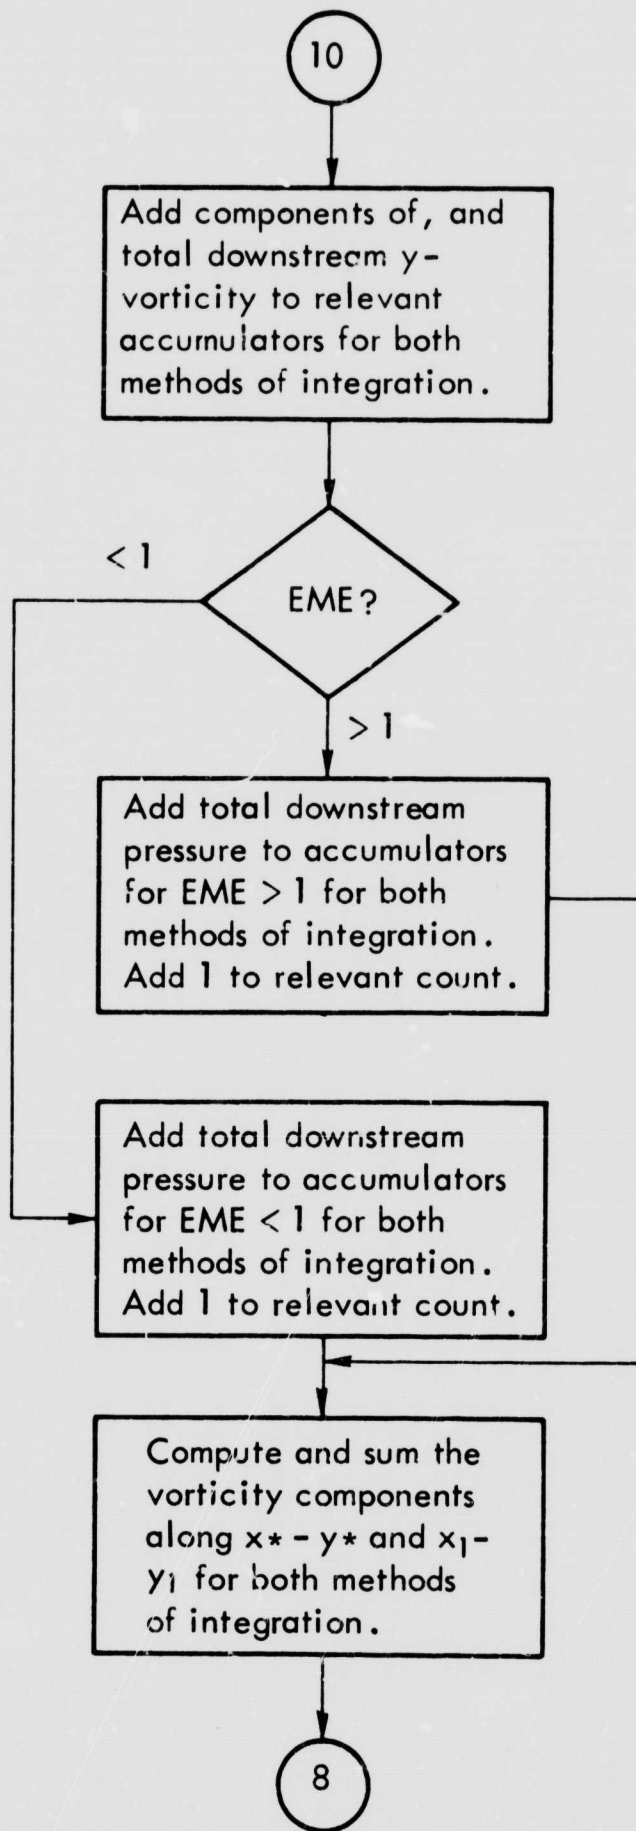 10
Add components of, and
total downstream y-
vorticity to relevant
accumulators for both
methods of integration.
< 1
EME?
> 1
Add total downstream
pressure to accumulators
for EME > 1 for both
methods of integration.
Add 1 to relevant count.
Add total downstream
pressure to accumulators
for EME < 1 for both
methods of integration.
Add 1 to relevant count.
Compute and sum the
vorticity components
along x* - y* and x₁-
y₁ for both methods
of integration.
8